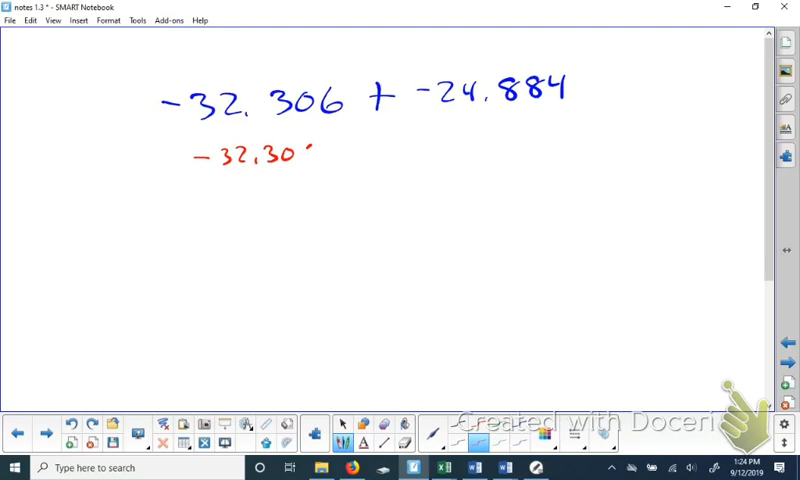 notes 1.3 * - SMART Notebook
File Edit View Insert Format Tools Add-ons Help
-32.306 + -24.884
-32.30
Created with Doceri
Type here to search
1:24 PM
9/12/2019